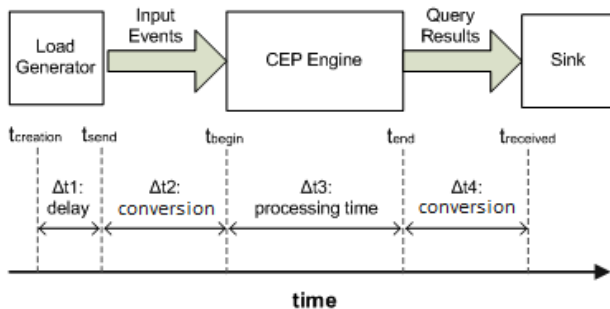 Input
Events
Query
Results
Load
Generator
CEP Engine
Sink
tcreation
tsend
tbegin
tend
treceived
Δt1:
delay
Δt2:
conversion
Δt3:
processing time
Δt4:
conversion
time